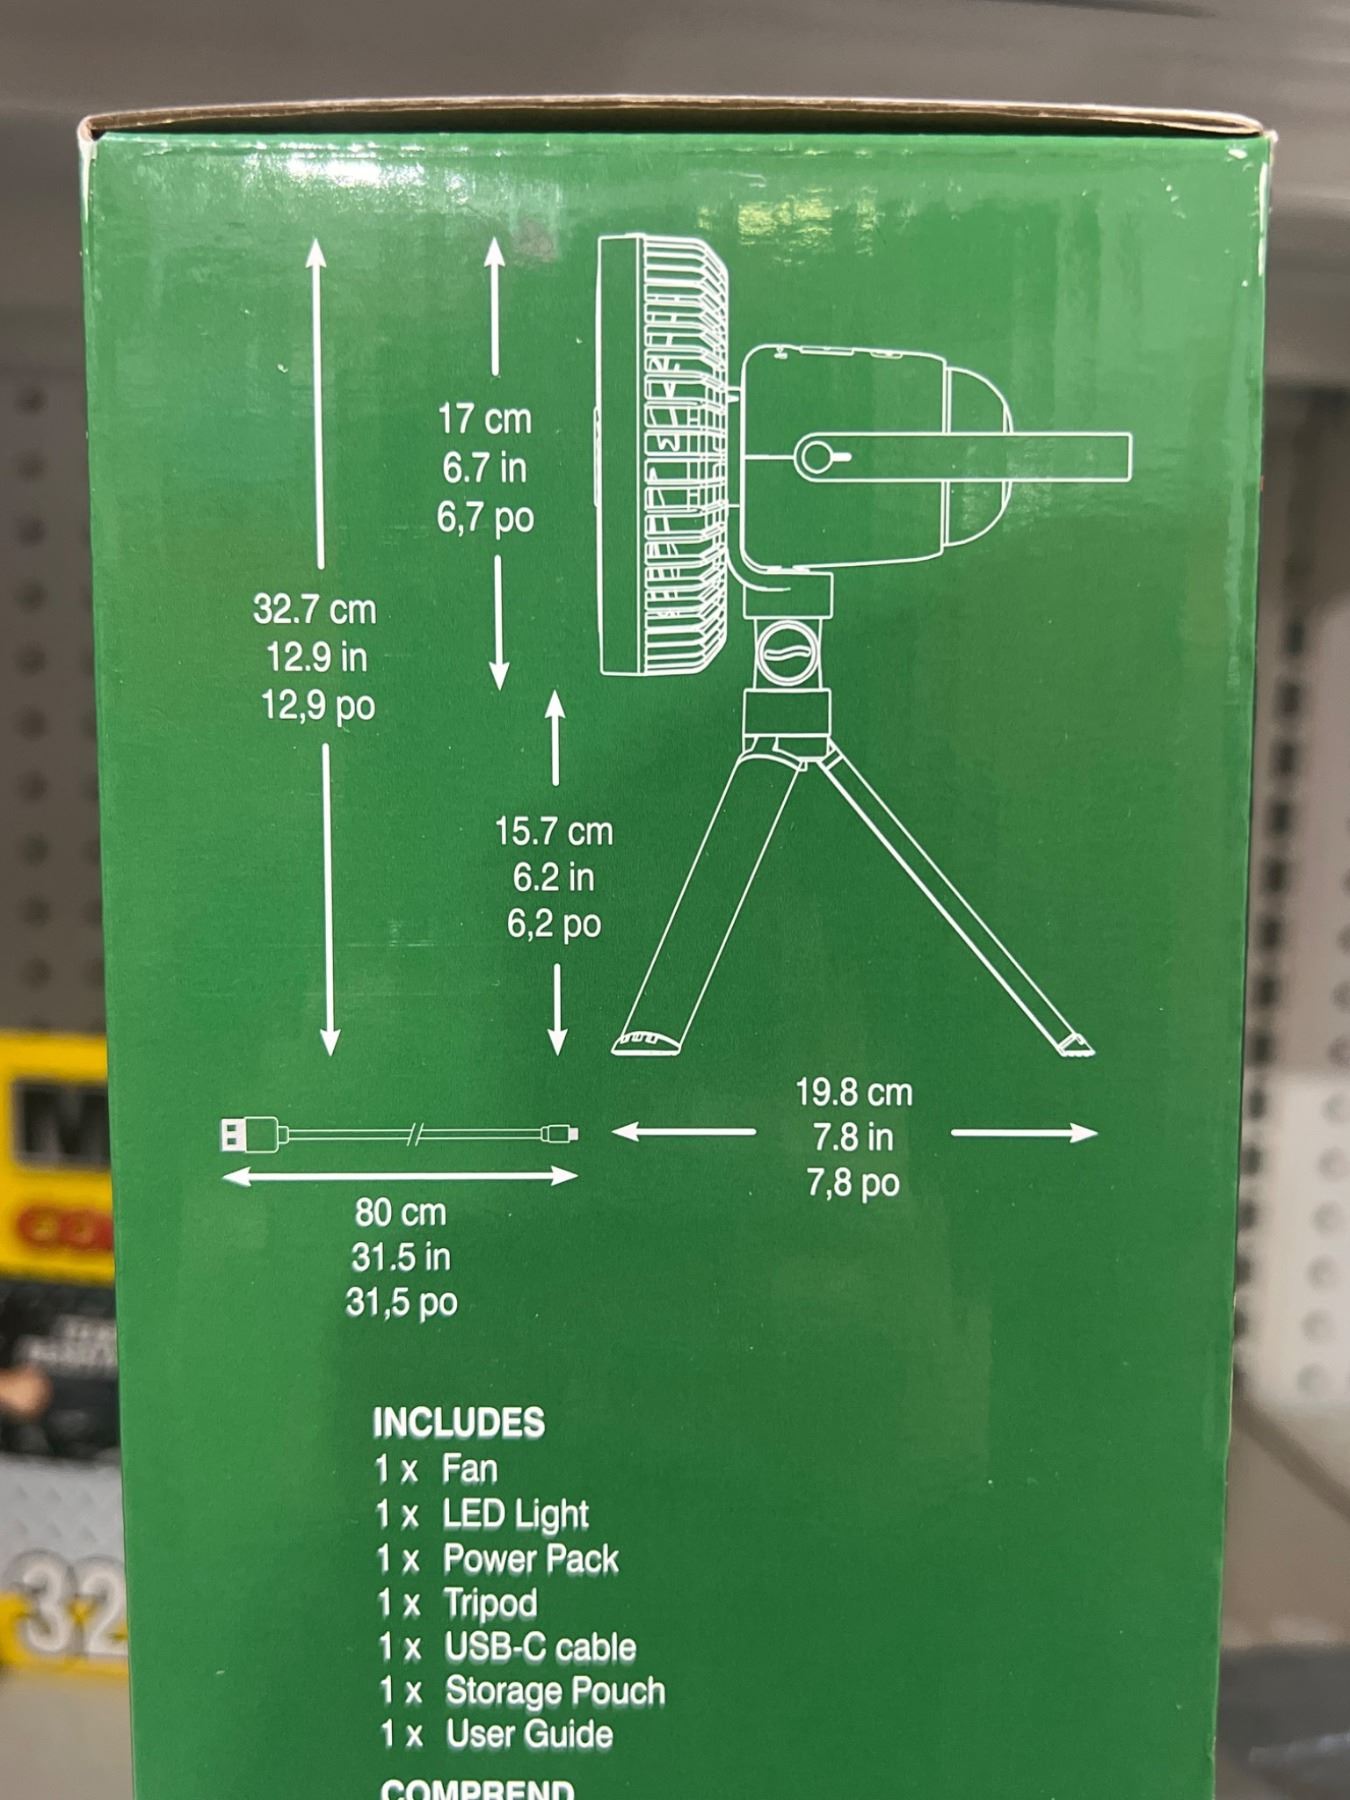 17 cm
6.7 in
6,7 po
32.7 cm
12.9 in
12,9 po
15.7 cm
6.2 in
6,2 po
19.8 cm
7.8 in
7,8 po
80 cm
31.5 in
31,5 po
INCLUDES
1 x Fan
1 x LED Light
1 x Power Pack
1 x Tripod
1 x USB-C cable
1 x Storage Pouch
1 x User Guide
COMPREND
M
32